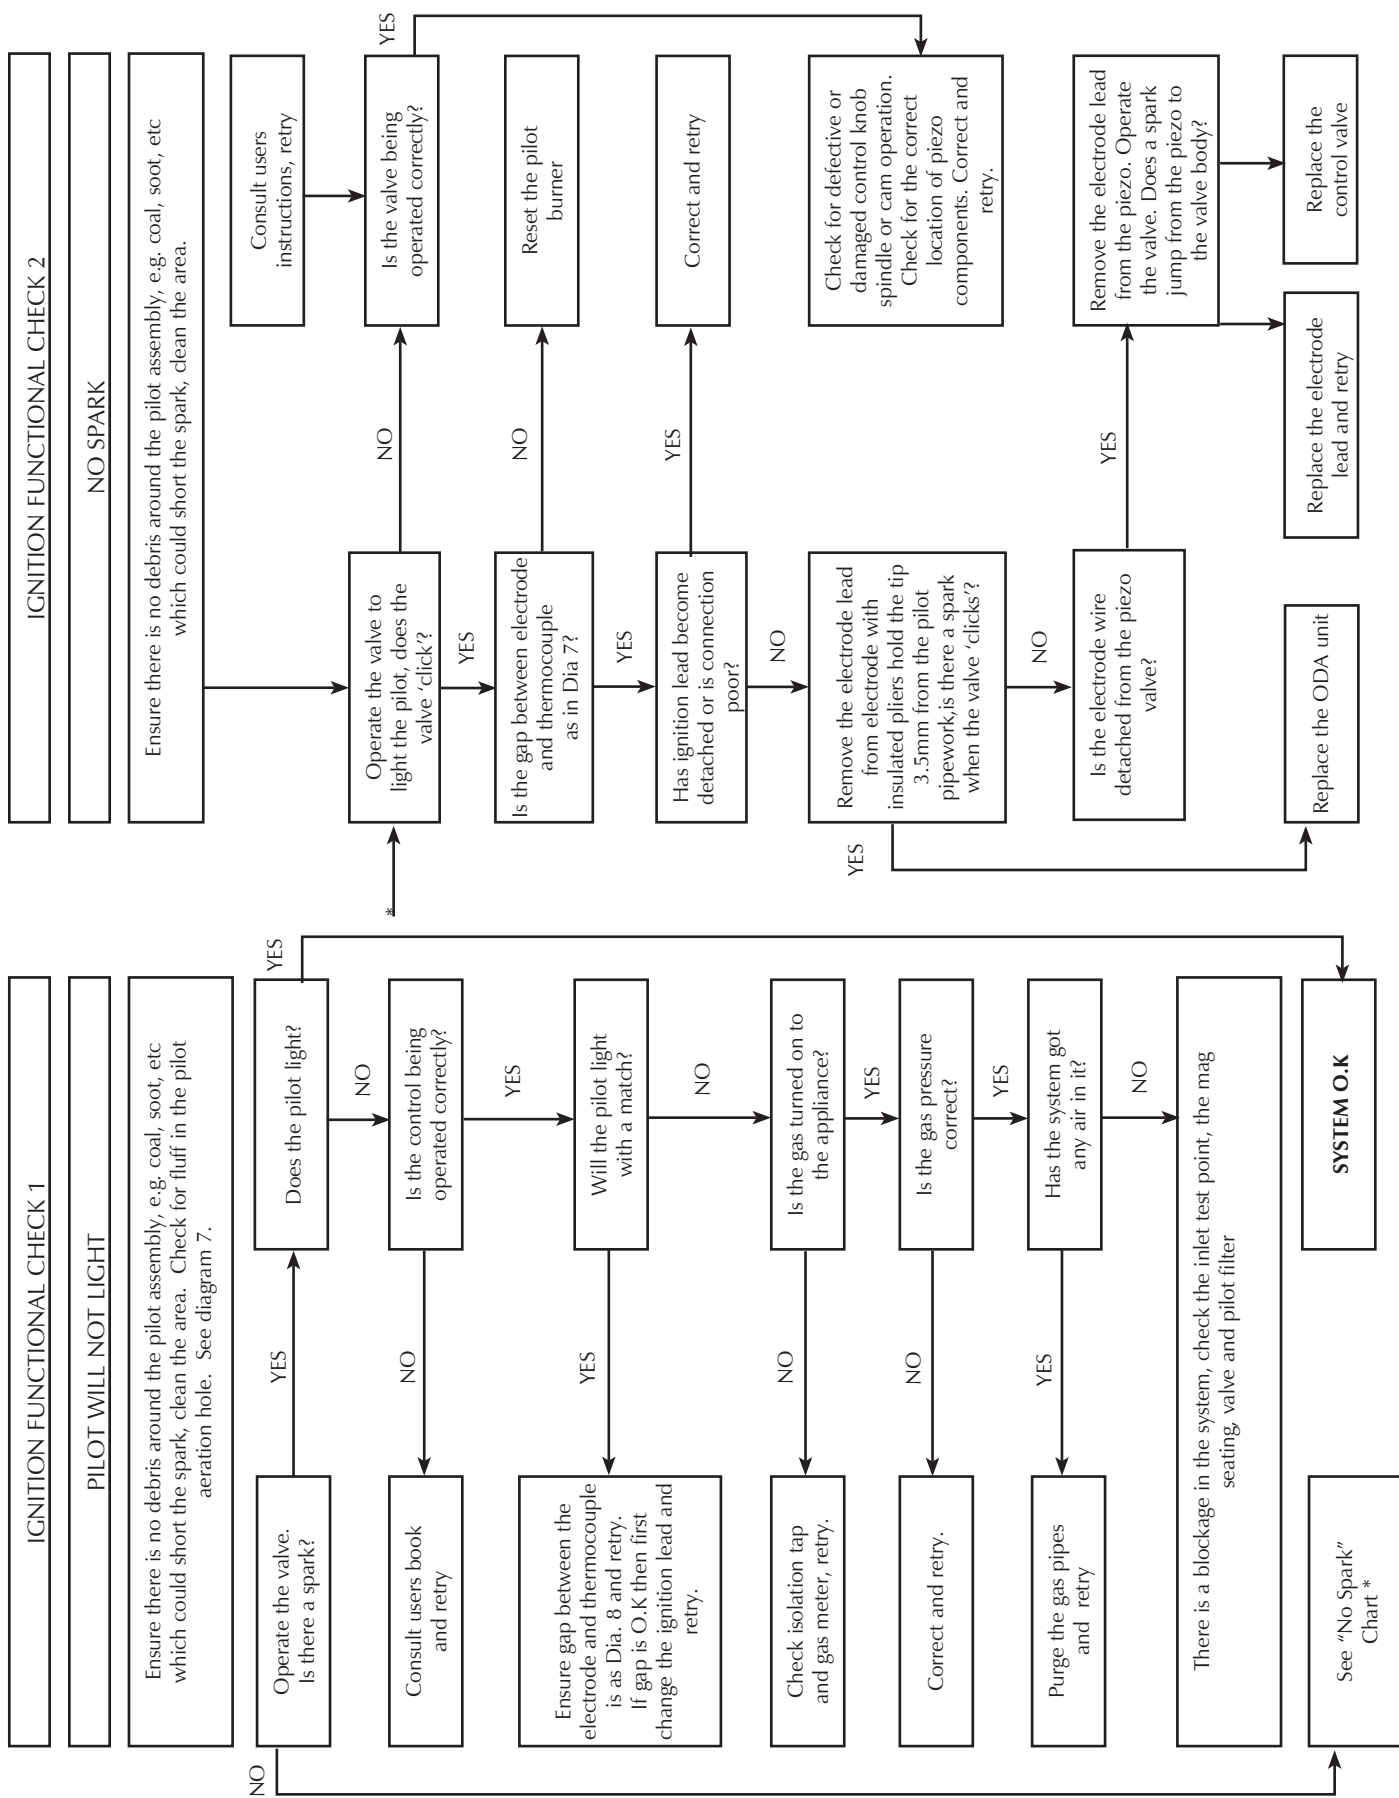 IGNITION FUNCTIONAL CHECK 1
PILOT WILL NOT LIGHT
Ensure there is no debris around the pilot assembly, e.g. coal, soot, etc
which could short the spark, clean the area. Check for fluff in the pilot
aeration hole. See diagram 7.
Operate the valve.
Is there a spark?
YES
Does the pilot light?
YES
NO
NO
Consult users book
and retry
NO
Is the control being
operated correctly?
YES
Ensure gap between the
electrode and thermocouple
is as Dia. 8 and retry.
If gap is O.K then first
change the ignition lead and
retry.
YES
Will the pilot light
with a match?
NO
Check isolation tap
and gas meter, retry.
NO
Is the gas turned on to
the appliance?
YES
Correct and retry.
NO
Is the gas pressure
correct?
YES
Purge the gas pipes
and retry
YES
Has the system got
any air in it?
NO
There is a blockage in the system, check the inlet test point, the mag
seating, valve and pilot filter
See “No Spark”
Chart *
SYSTEM O.K
IGNITION FUNCTIONAL CHECK 2
NO SPARK
Ensure there is no debris around the pilot assembly, e.g. coal, soot, etc
which could short the spark, clean the area.
Consult users
instructions, retry
*
Operate the valve to
light the pilot, does the
valve ‘click’?
NO
Is the valve being
operated correctly?
YES
YES
Is the gap between electrode
and thermocouple
as in Dia 7?
NO
Reset the pilot
burner
YES
Has ignition lead become
detached or is connection
poor?
YES
Correct and retry
NO
Remove the electrode lead
from electrode with
insulated pliers hold the tip
3.5mm from the pilot
pipework,is there a spark
when the valve ‘clicks’?
YES
Check for defective or
damaged control knob
spindle or cam operation.
Check for the correct
location of piezo
components. Correct and
retry.
NO
Is the electrode wire
detached from the piezo
valve?
YES
Remove the electrode lead
from the piezo. Operate
the valve. Does a spark
jump from the piezo to
the valve body?
Replace the ODA unit
Replace the electrode
lead and retry
Replace the
control valve